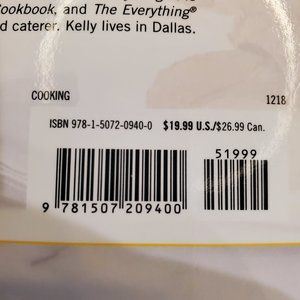 Cookbook, and The Everything®
d caterer. Kelly lives in Dallas.
COOKING
1218
ISBN 978-1-5072-0940-0 $19.99 U.S./$26.99 Can.
51999
9 781507 209400